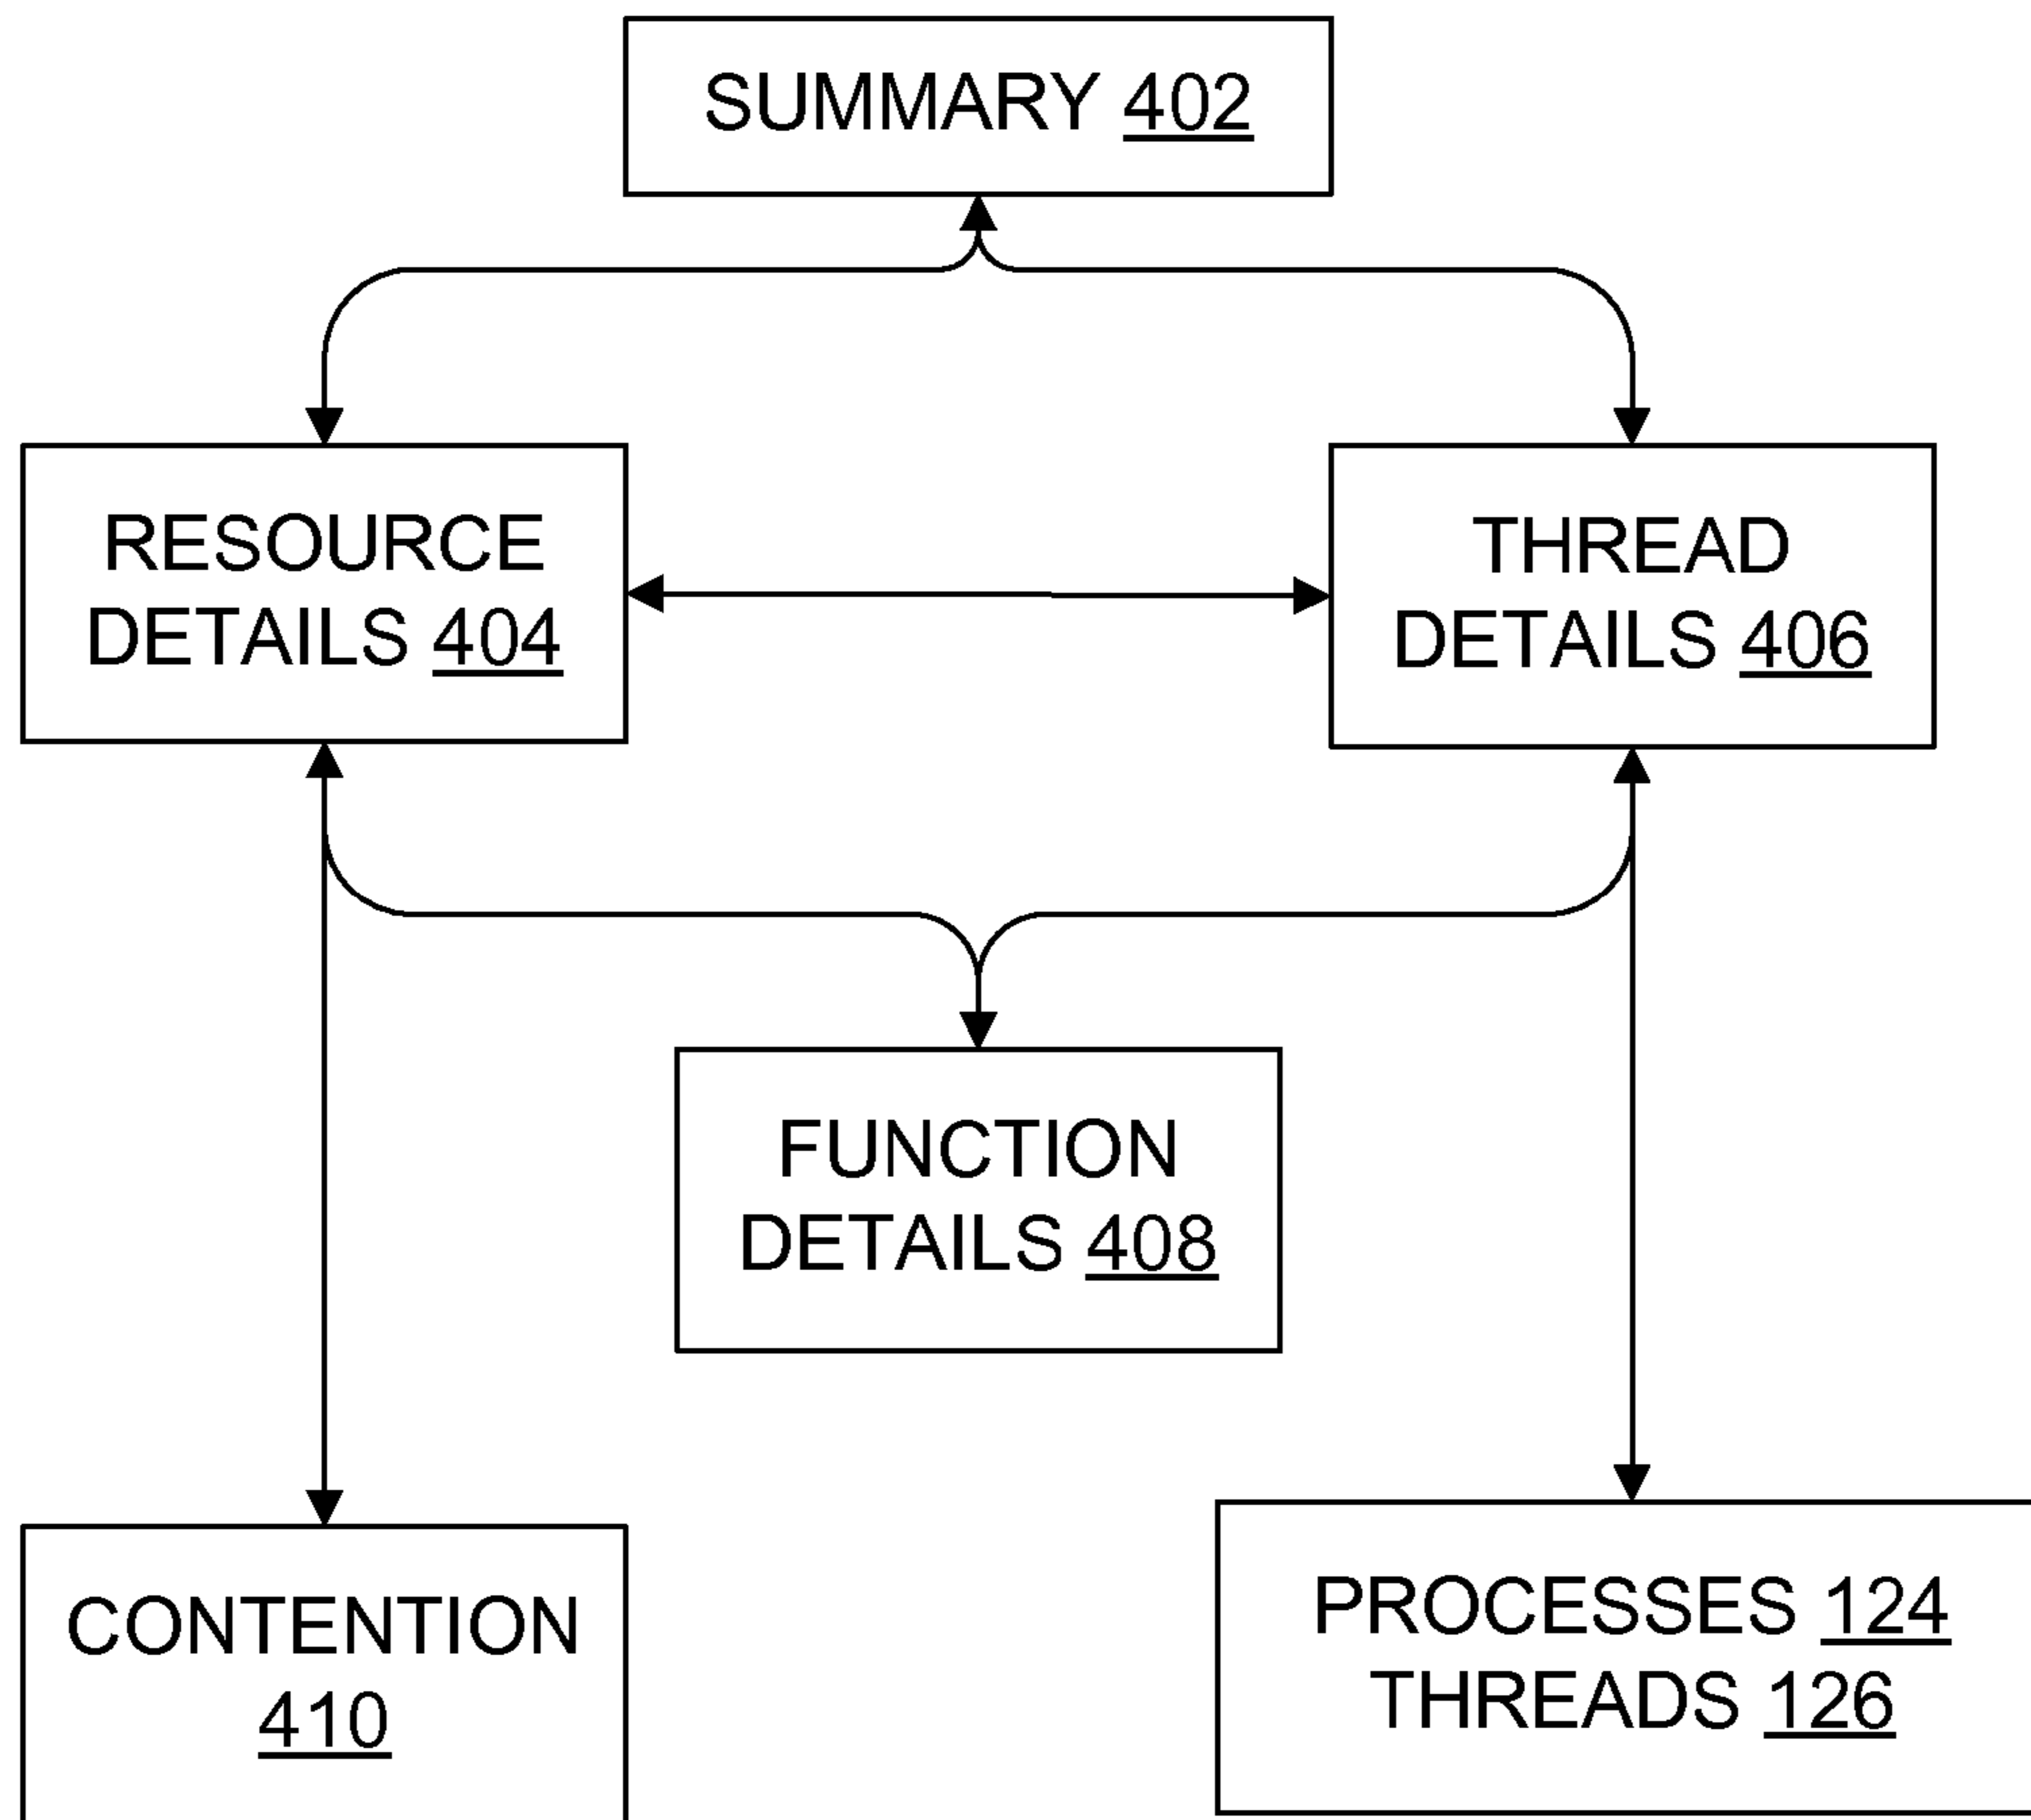 SUMMARY 402
RESOURCE
DETAILS 404
THREAD
DETAILS 406
FUNCTION
DETAILS 408
CONTENTION
410
PROCESSES 124
THREADS 126